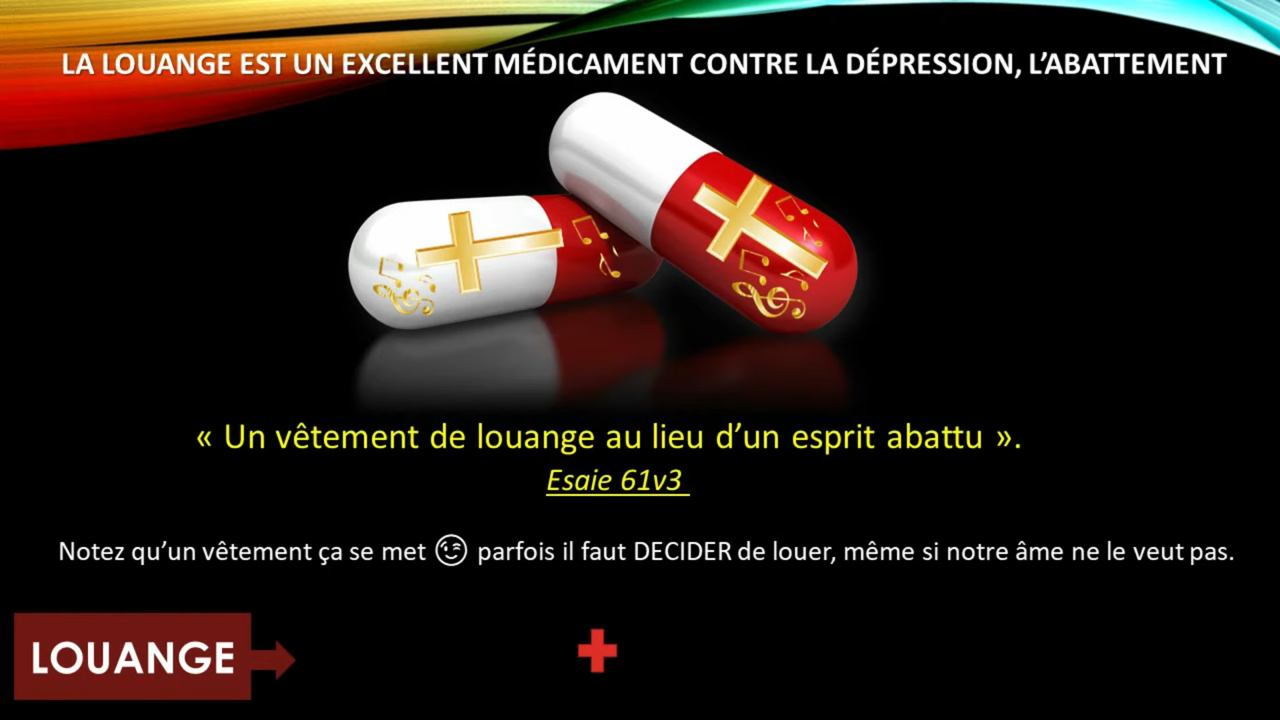 LA LOUANGE EST UN EXCELLENT MÉDICAMENT CONTRE LA DÉPRESSION, L’ABATTEMENT
« Un vêtement de louange au lieu d’un esprit abattu ».
Esaie 61v3
Notez qu’un vêtement ça se met 😉 parfois il faut DECIDER de louer, même si notre âme ne le veut pas.
LOUANGE